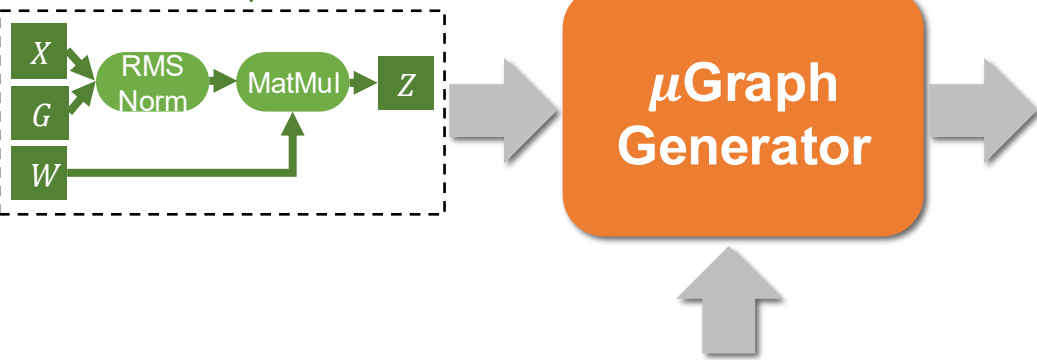 X
RMS
Norm
MatMul
Z
G
W
μGraph
Generator